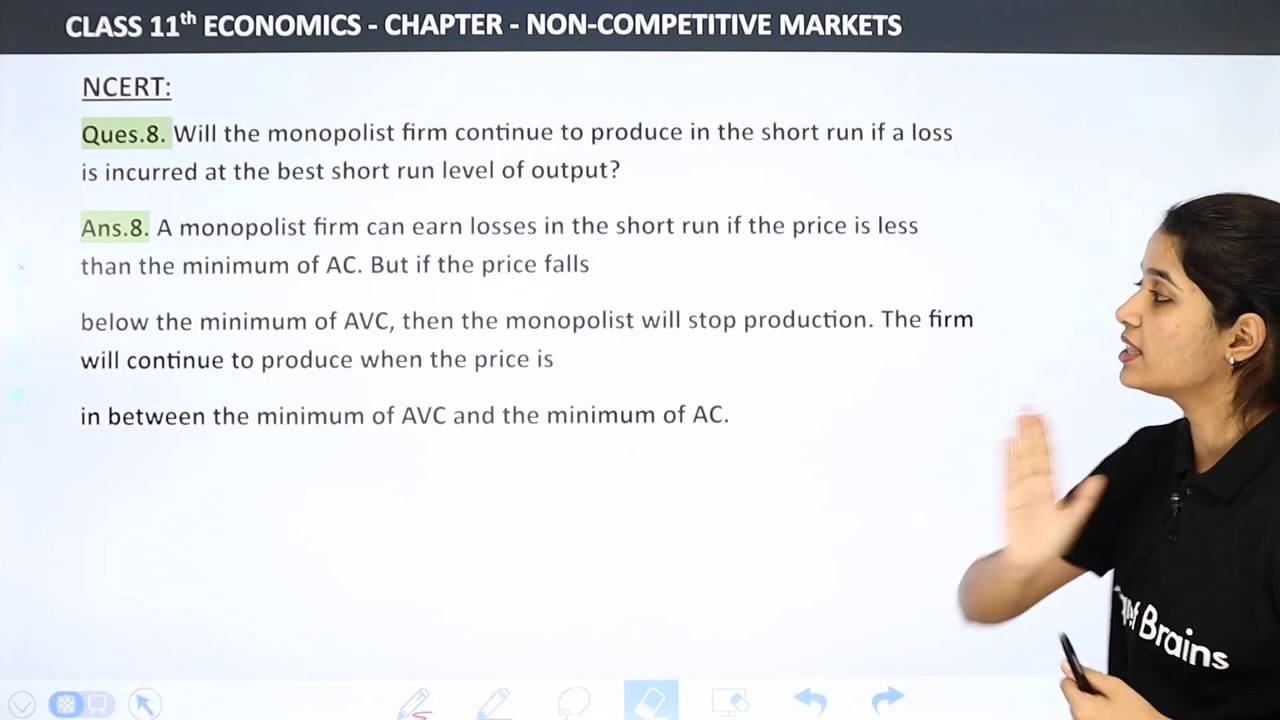 CLASS 11th ECONOMICS - CHAPTER - NON-COMPETITIVE MARKETS
NCERT:
Ques.8. Will the monopolist firm continue to produce in the short run if a loss
is incurred at the best short run level of output?
Ans.8. A monopolist firm can earn losses in the short run if the price is less
than the minimum of AC. But if the price falls
below the minimum of AVC, then the monopolist will stop production. The firm
will continue to produce when the price is
in between the minimum of AVC and the minimum of AC.
Brains